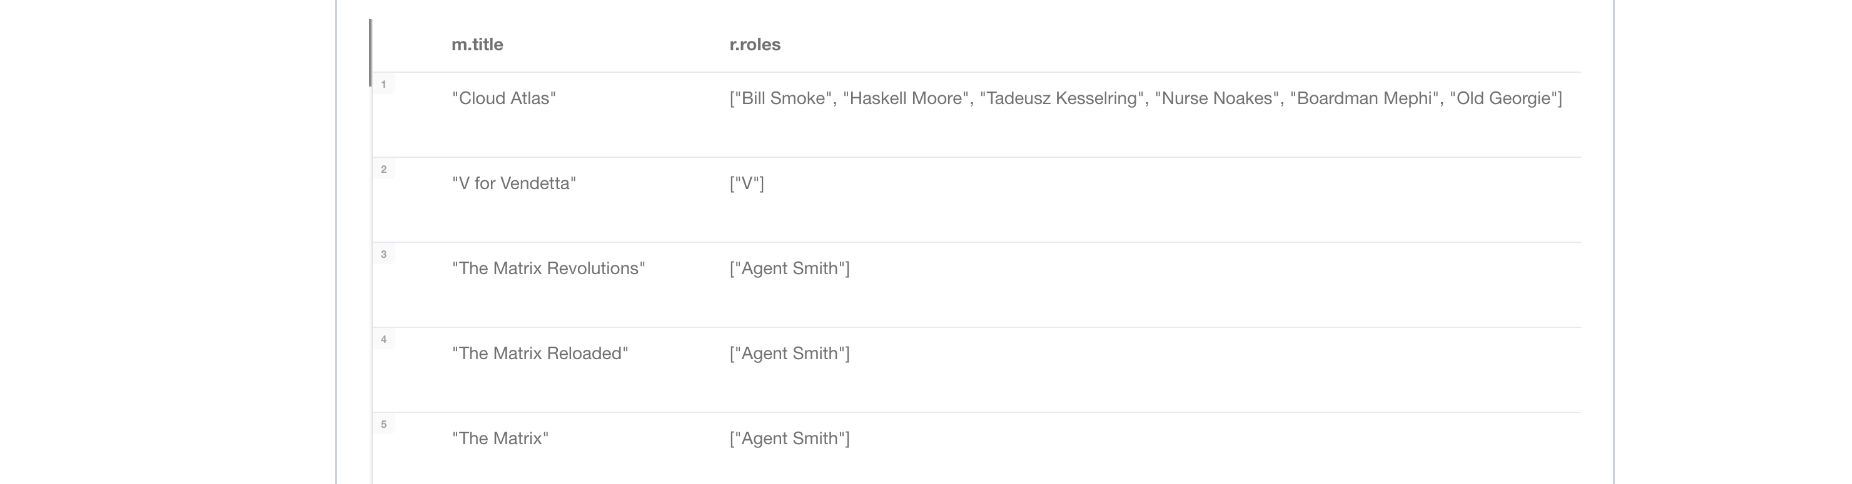 m.title r.roles
1
"Cloud Atlas" ["Bill Smoke", "Haskell Moore", "Tadeusz Kesselring", "Nurse Noakes", "Boardman Mephi", "Old Georgie"]
2
"V for Vendetta" ["V"]
3
"The Matrix Revolutions" ["Agent Smith"]
4
"The Matrix Reloaded" ["Agent Smith"]
5
"The Matrix" ["Agent Smith"]